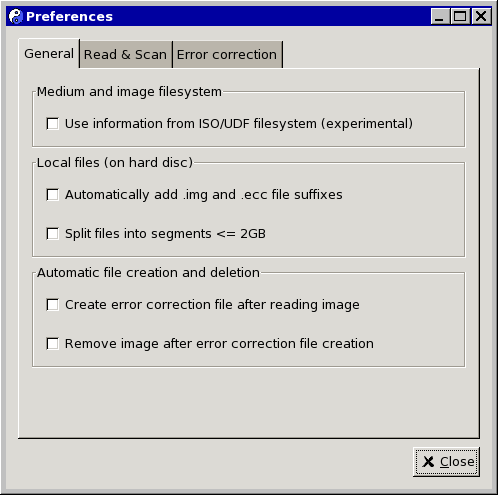 Preferences
General Read & Scan Error correction
Medium and image filesystem
Use information from ISO/UDF filesystem (experimental)
Local files (on hard disc)
Automatically add .img and .ecc file suffixes
Split files into segments <= 2GB
Automatic file creation and deletion
Create error correction file after reading image
Remove image after error correction file creation
Close